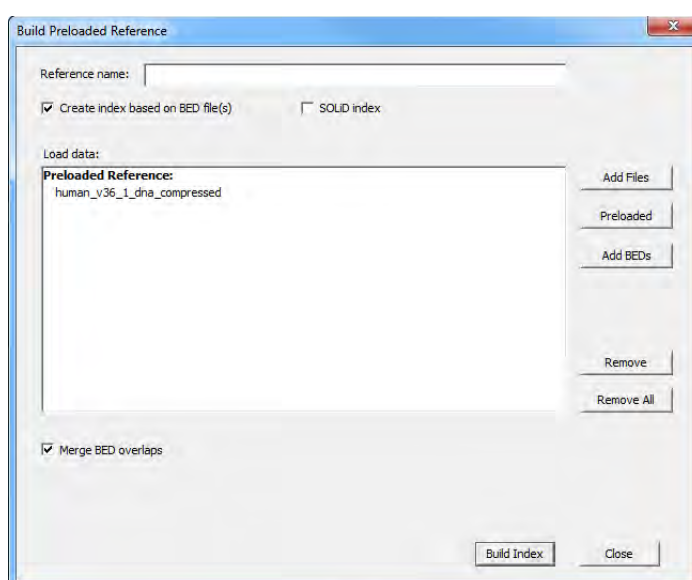 Build Preloaded Reference
Reference name:
Create index based on BED file(s)
SOLiD index
Load data:
Preloaded Reference:
human_v36_1_dna_compressed
Add Files
Preloaded
Add BEDs
Remove
Remove All
Merge BED overlaps
Build Index
Close